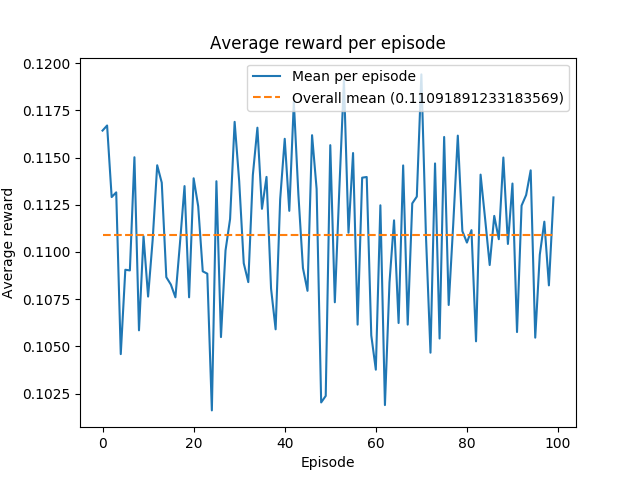 Average reward per episode
Mean per episode
Overall mean (0.11091891233183569)
0.1200
0.1175
0.1150
0.1125
0.1100
0.1075
0.1050
0.1025
Average reward
0 20 40 60 80 100
Episode